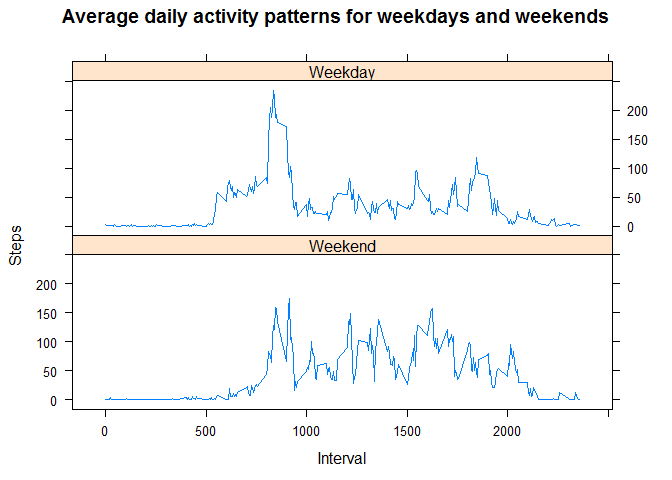 Average daily activity patterns for weekdays and weekends
Weekday
200
150
100
50
0
Steps
Weekend
200
150
100
50
0
0 500 1000 1500 2000
Interval